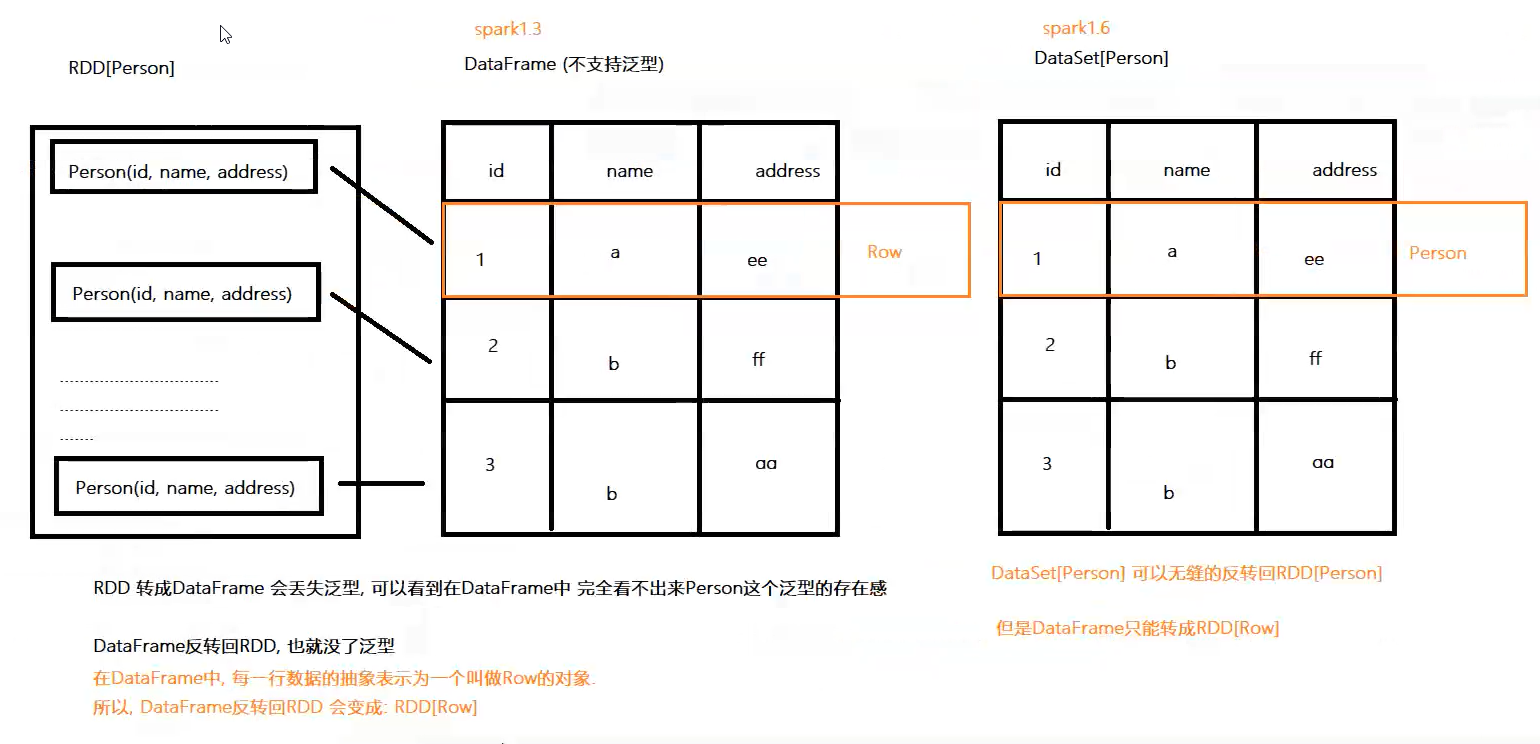 RDD[Person]
Person(id, name, address)
Person(id, name, address)
--------------------------------
--------------------------------
-------
Person(id, name, address)
spark1.3
DataFrame (不支持泛型)
id name address
1 a ee Row
2 b ff
3 b aa
spark1.6
DataSet[Person]
id name address
1 a ee Person
2 b ff
3 b aa
RDD 转成DataFrame 会丢失泛型, 可以看到在DataFrame中 完全看不出来Person这个泛型的存在感
DataFrame反转回RDD, 也就没了泛型
在DataFrame中, 每一行数据的抽象表示为一个叫做Row的对象.
所以, DataFrame反转回RDD 会变成: RDD[Row]
DataSet[Person] 可以无缝的反转回RDD[Person]
但是DataFrame只能转成RDD[Row]